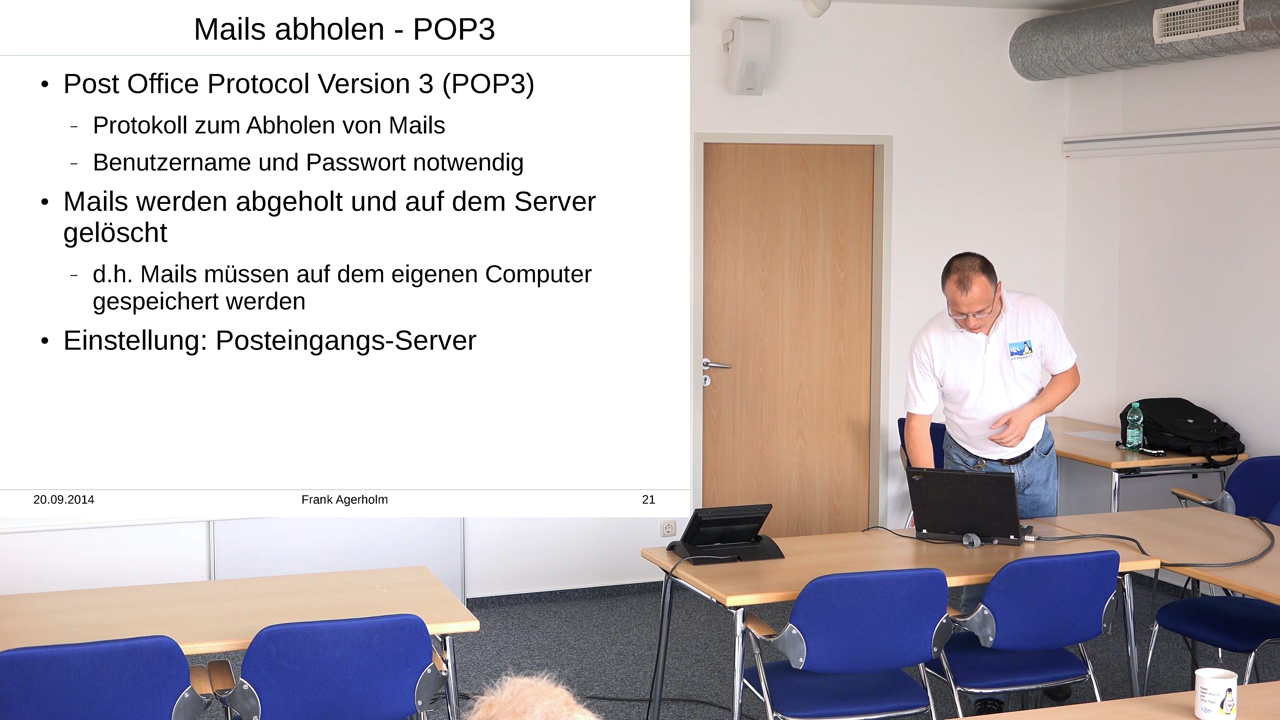 Mails abholen - POP3
• Post Office Protocol Version 3 (POP3)
– Protokoll zum Abholen von Mails
– Benutzername und Passwort notwendig
• Mails werden abgeholt und auf dem Server
gelöscht
– d.h. Mails müssen auf dem eigenen Computer
gespeichert werden
• Einstellung: Posteingangs-Server
20.09.2014 Frank Agerholm 21